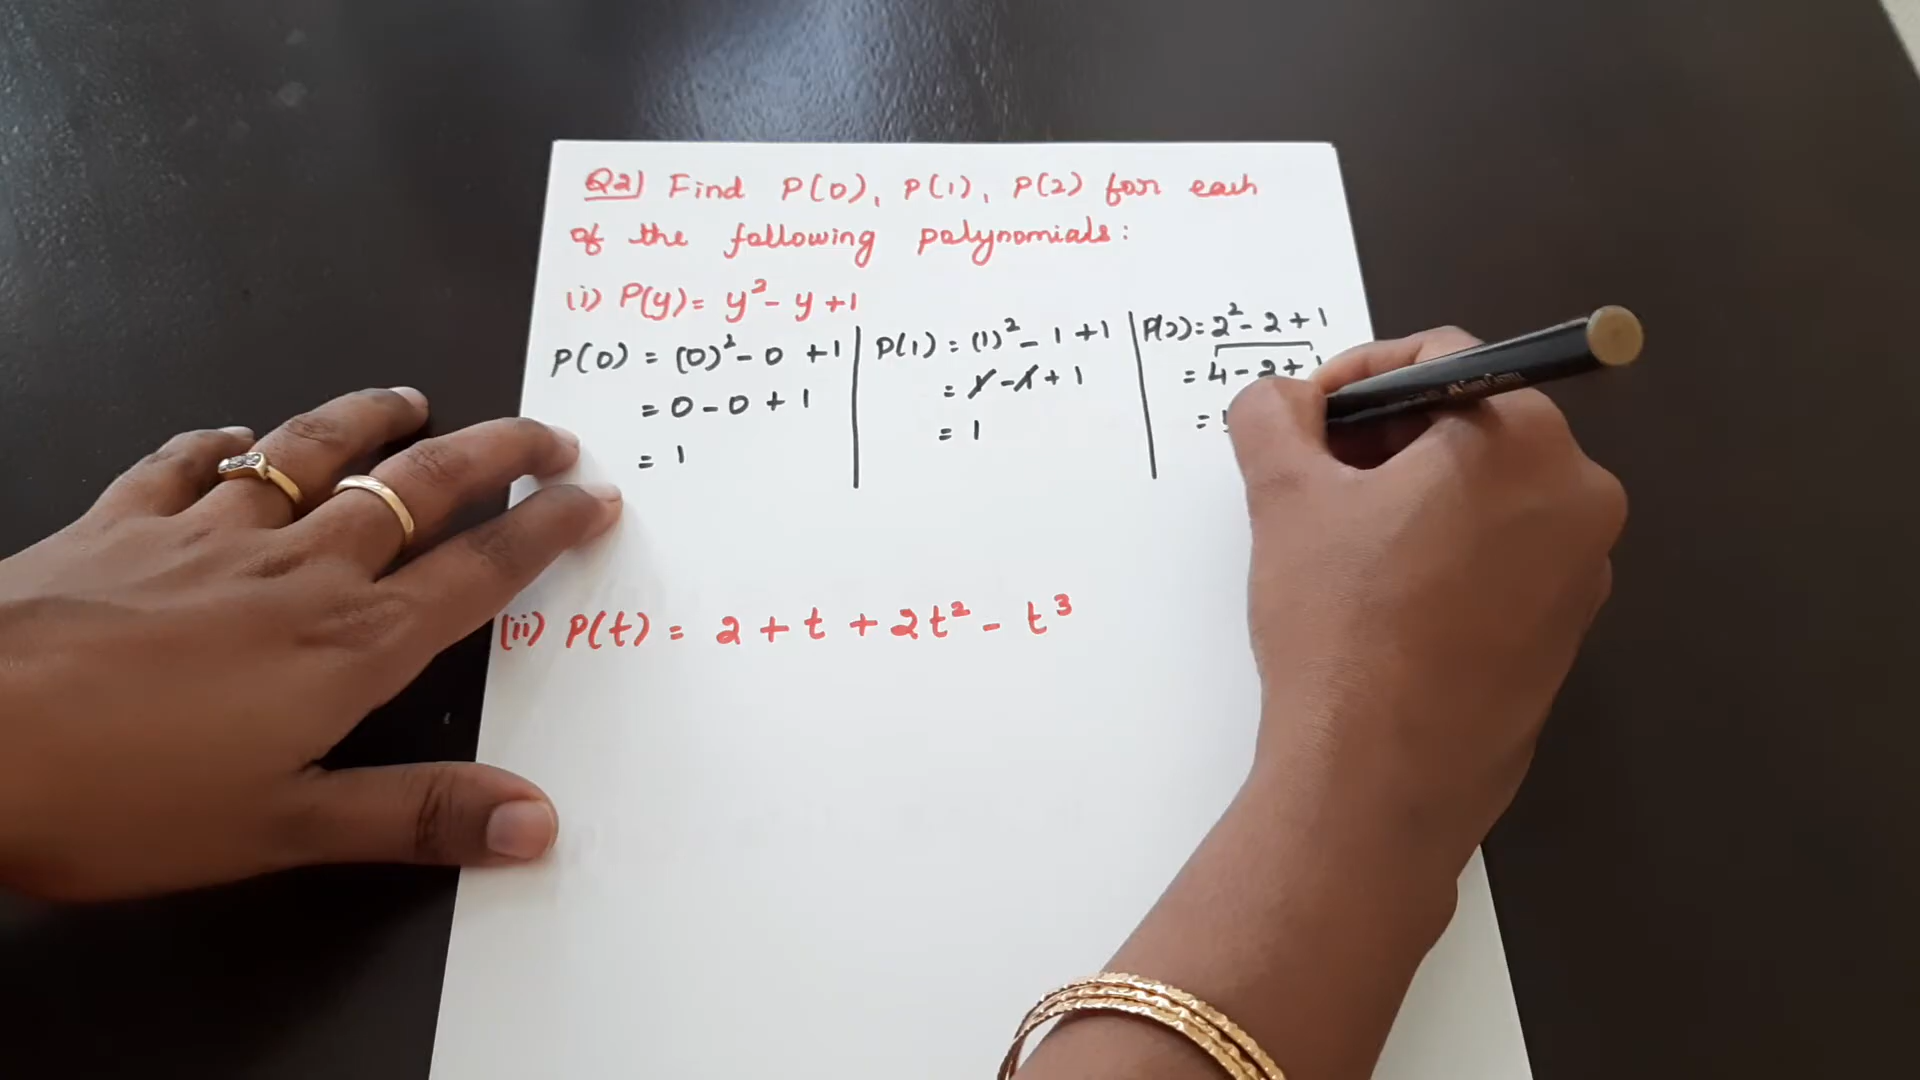 Q2) Find P(0), P(1), P(2) for each
of the following polynomials:
(i) P(y) = y² - y + 1
P(0) = (0)² - 0 + 1
= 0 - 0 + 1
= 1
P(1) = (1)² - 1 + 1
= 1 - 1 + 1
= 1
P(2) = 2² - 2 + 1
= 4 - 2 + 1
=
(ii) P(t) = 2 + t + 2t² - t³